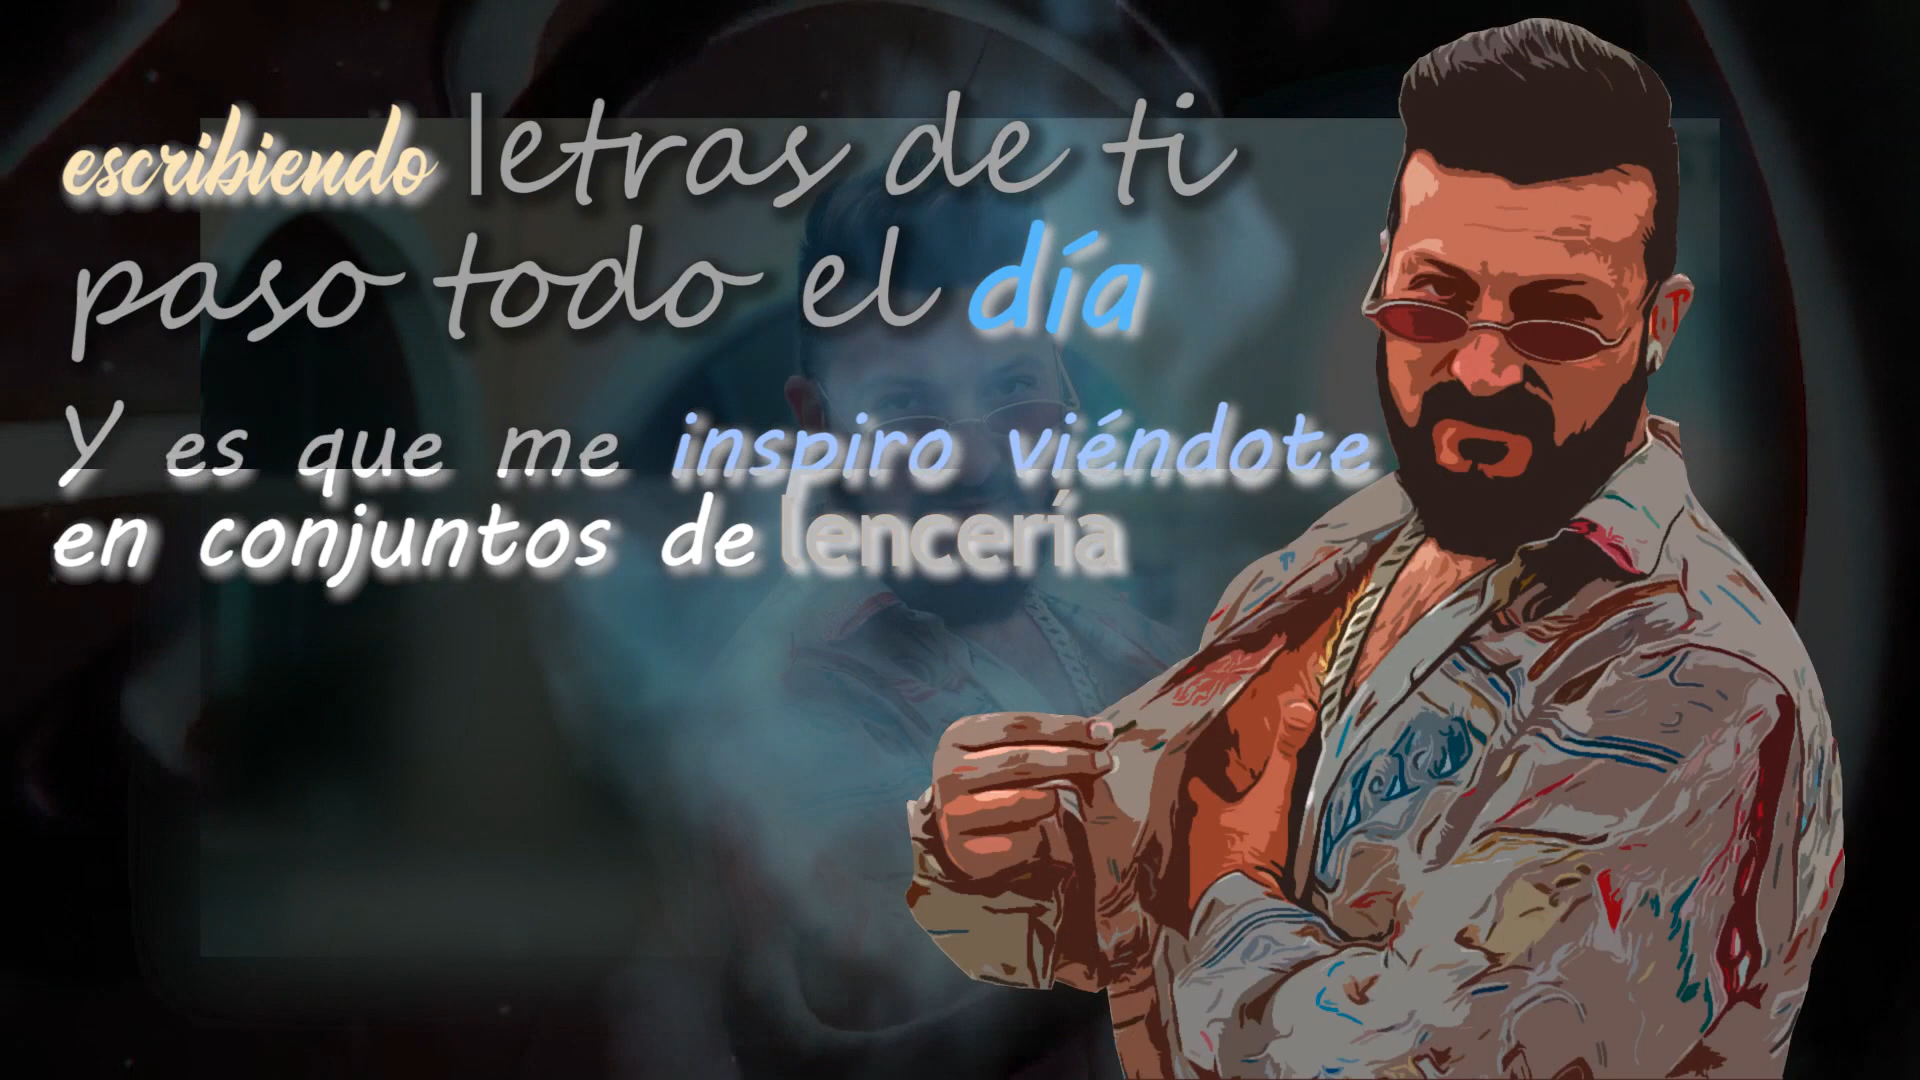 escribiendo letras de ti
paso todo el día
Y es que me inspiro viéndote
en conjuntos de lencería